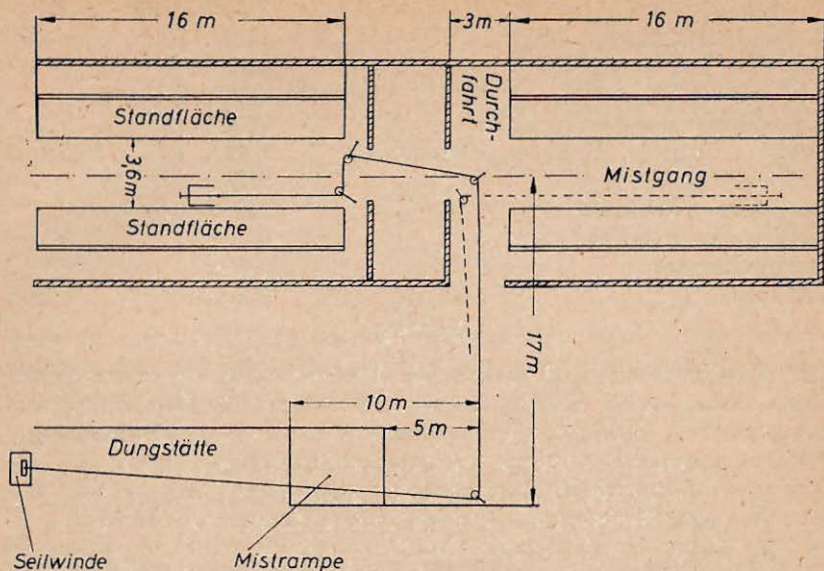 16 m
3m
16 m
Durch-
fahrt
Standfläche
3,6m
Mistgang
Standfläche
17m
10m
5m
Dungstätte
Seilwinde
Mistrampe